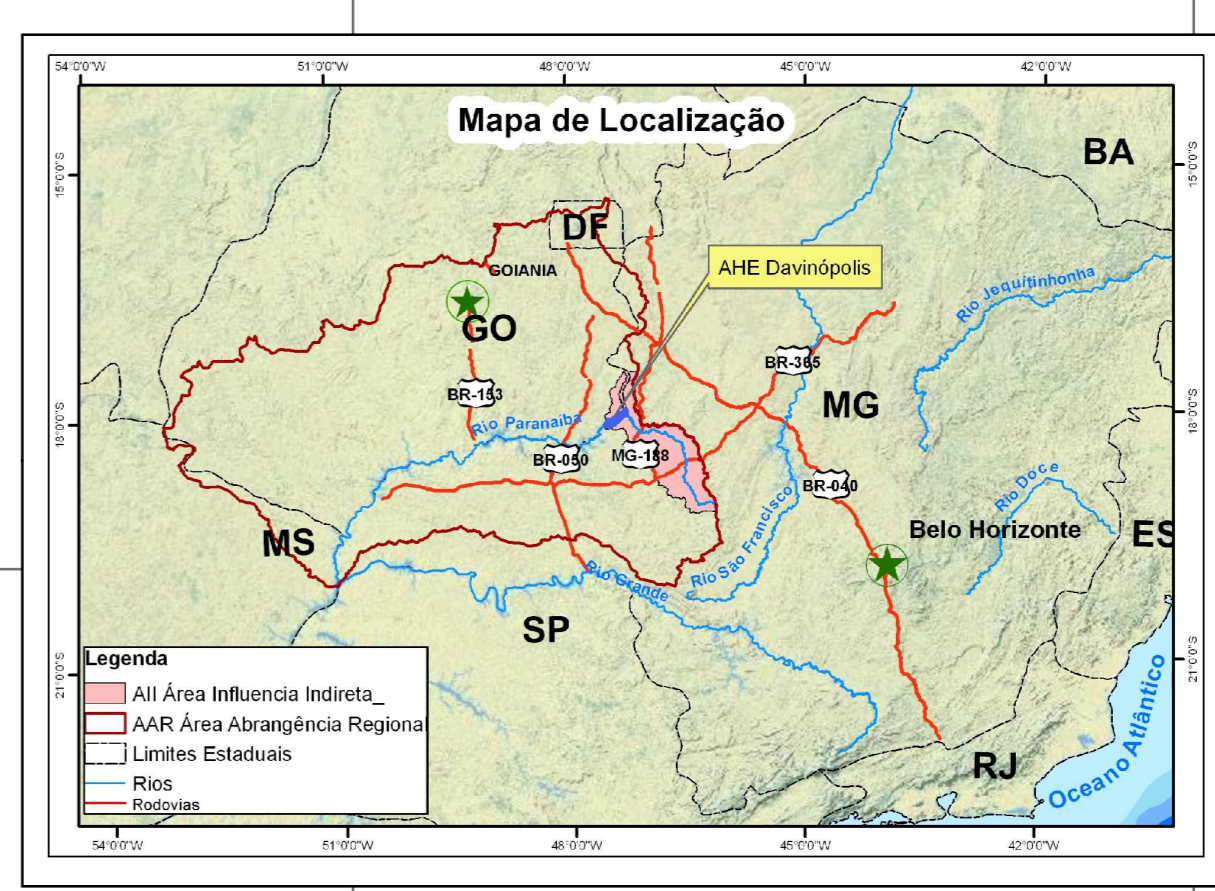 54°0'0"W 51°0'0"W 48°0'0"W 45°0'0"W 42°0'0"W
Mapa de Localização
BA
15°0'0"S
15°0'0"S
DF
GOIANIA
AHE Davinópolis
Rio Jequitinhonha
GO
BR-365
BR-153
MG
Rio Paranaiba
18°0'0"S
18°0'0"S
BR-050
MG-188
BR-040
Rio Doce
Rio São Francisco
Belo Horizonte
ES
MS
Rio Grande
SP
21°0'0"S
21°0'0"S
Legenda
AII Área Influencia Indireta_
AAR Área Abrangência Regional
Limites Estaduais
Rios
Rodovias
RJ
Oceano Atlântico
54°0'0"W 51°0'0"W 48°0'0"W 45°0'0"W 42°0'0"W